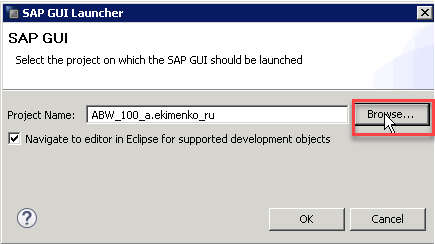 SAP GUI Launcher
SAP GUI
Select the project on which the SAP GUI should be launched
Project Name: ABW_100_a.ekimenko_ru Browse...
Navigate to editor in Eclipse for supported development objects
? OK Cancel